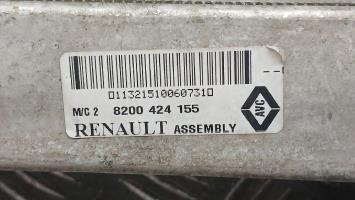 0113215100607310
M/C 2 8200 424 155
RENAULT ASSEMBLY
AVC